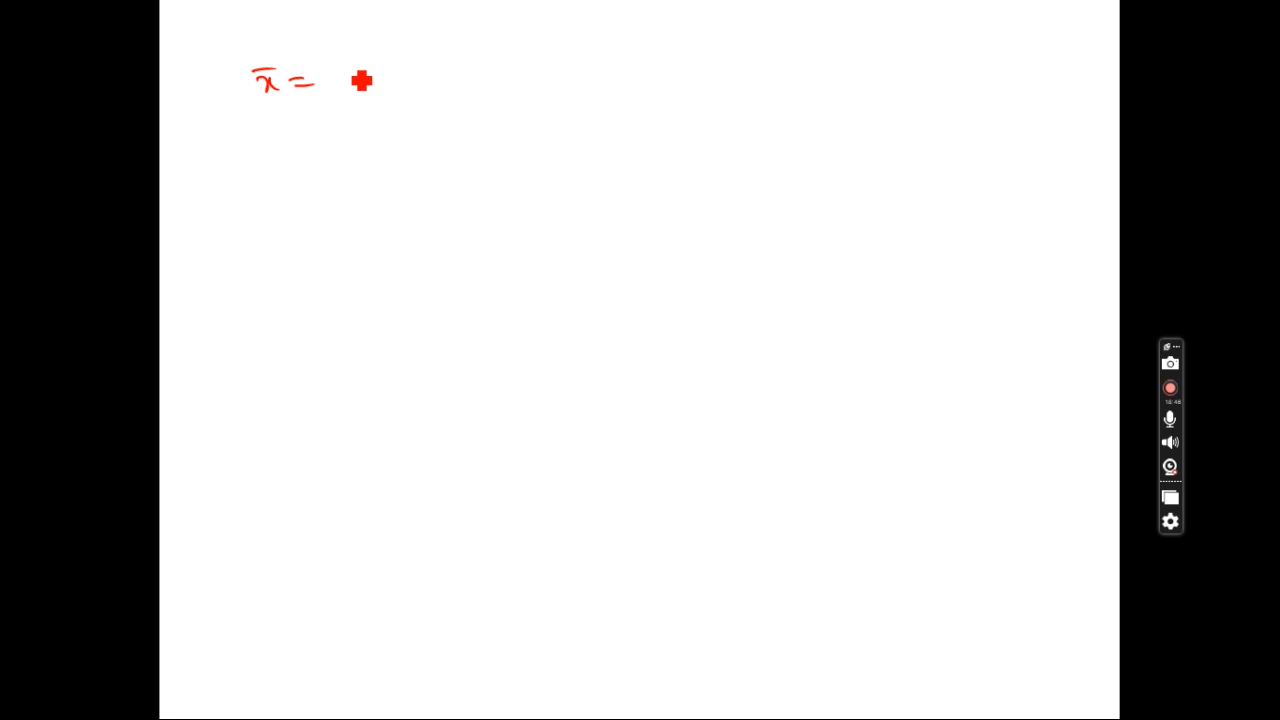 x̄ =